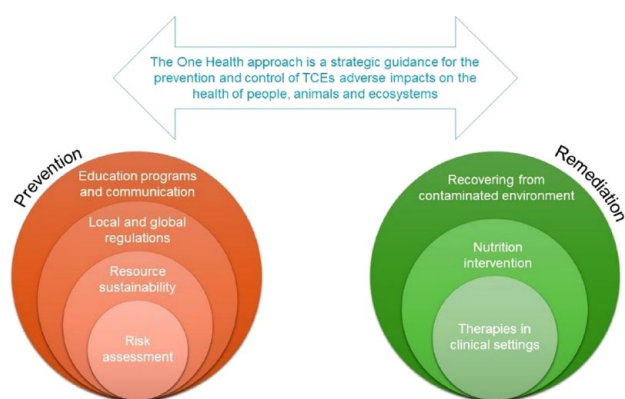 The One Health approach is a strategic guidance for the
prevention and control of TCEs adverse impacts on the
health of people, animals and ecosystems
Prevention
Education programs
and communication
Local and global
regulations
Resource
sustainability
Risk
assessment
Remediation
Recovering from
contaminated environment
Nutrition
intervention
Therapies in
clinical settings